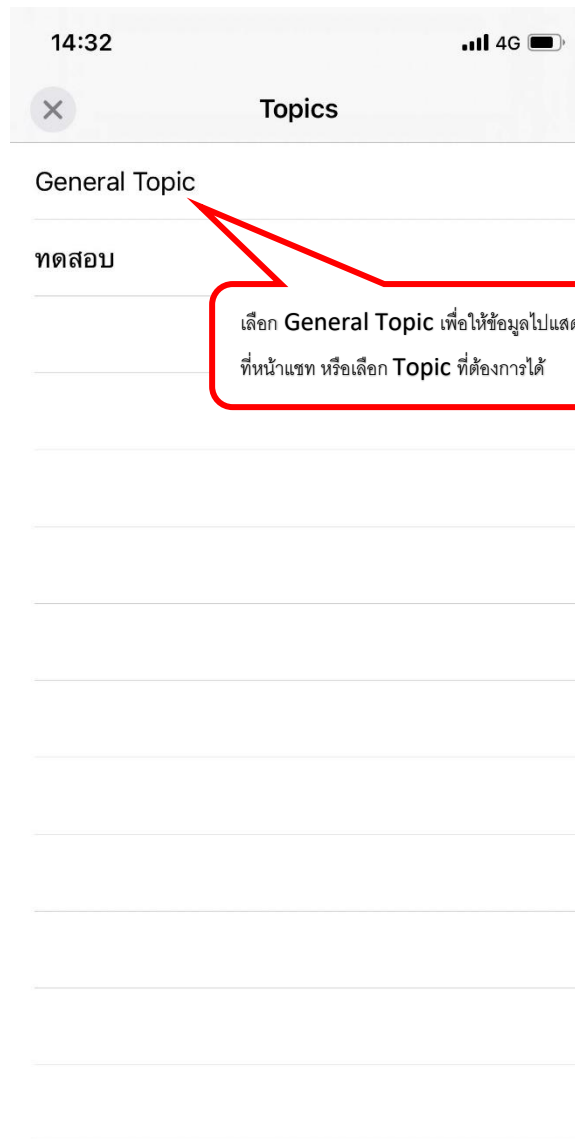 14:32 4G
Topics
General Topic
ทดสอบ
เลือก General Topic เพื่อให้ข้อมูลไปแสด
ที่หน้าแชท หรือเลือก Topic ที่ต้องการได้